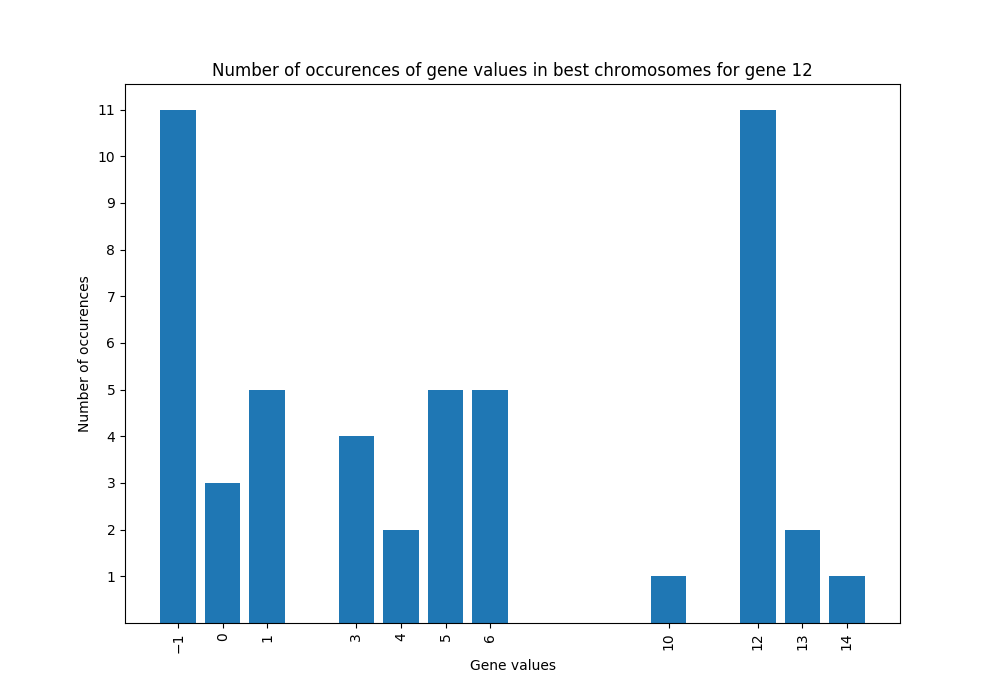 Number of occurences of gene values in best chromosomes for gene 12
11
10
9
8
7
6
5
4
3
2
1
Number of occurences
−1 0 1 3 4 5 6 10 12 13 14
Gene values